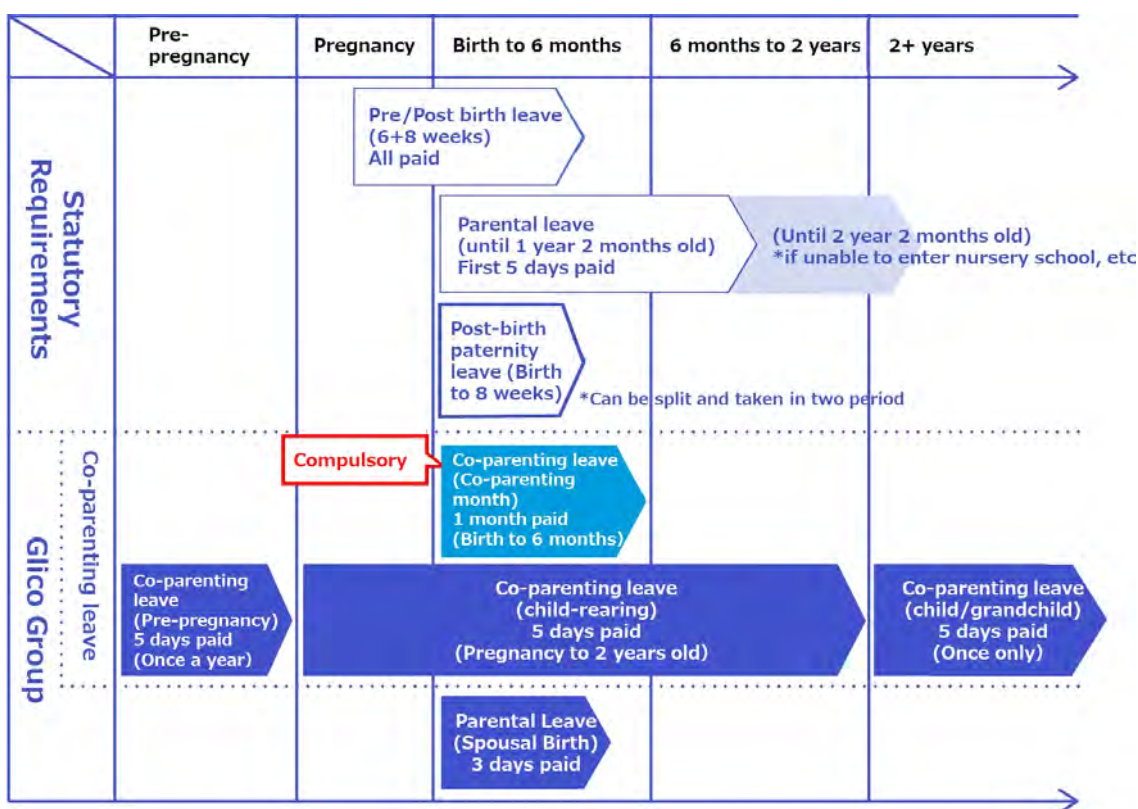 Pre-
pregnancy
Pregnancy
Birth to 6 months
6 months to 2 years
2+ years
Statutory
Requirements
Pre/Post birth leave
(6+8 weeks)
All paid
Parental leave
(until 1 year 2 months old)
First 5 days paid
(Until 2 year 2 months old)
*if unable to enter nursery school, etc
Post-birth
paternity
leave (Birth
to 8 weeks)
*Can be split and taken in two period
Glico Group
Co-parenting leave
Compulsory
Co-parenting leave
(Co-parenting
month)
1 month paid
(Birth to 6 months)
Co-parenting
leave
(Pre-pregnancy)
5 days paid
(Once a year)
Co-parenting leave
(child-rearing)
5 days paid
(Pregnancy to 2 years old)
Co-parenting leave
(child/grandchild)
5 days paid
(Once only)
Parental Leave
(Spousal Birth)
3 days paid